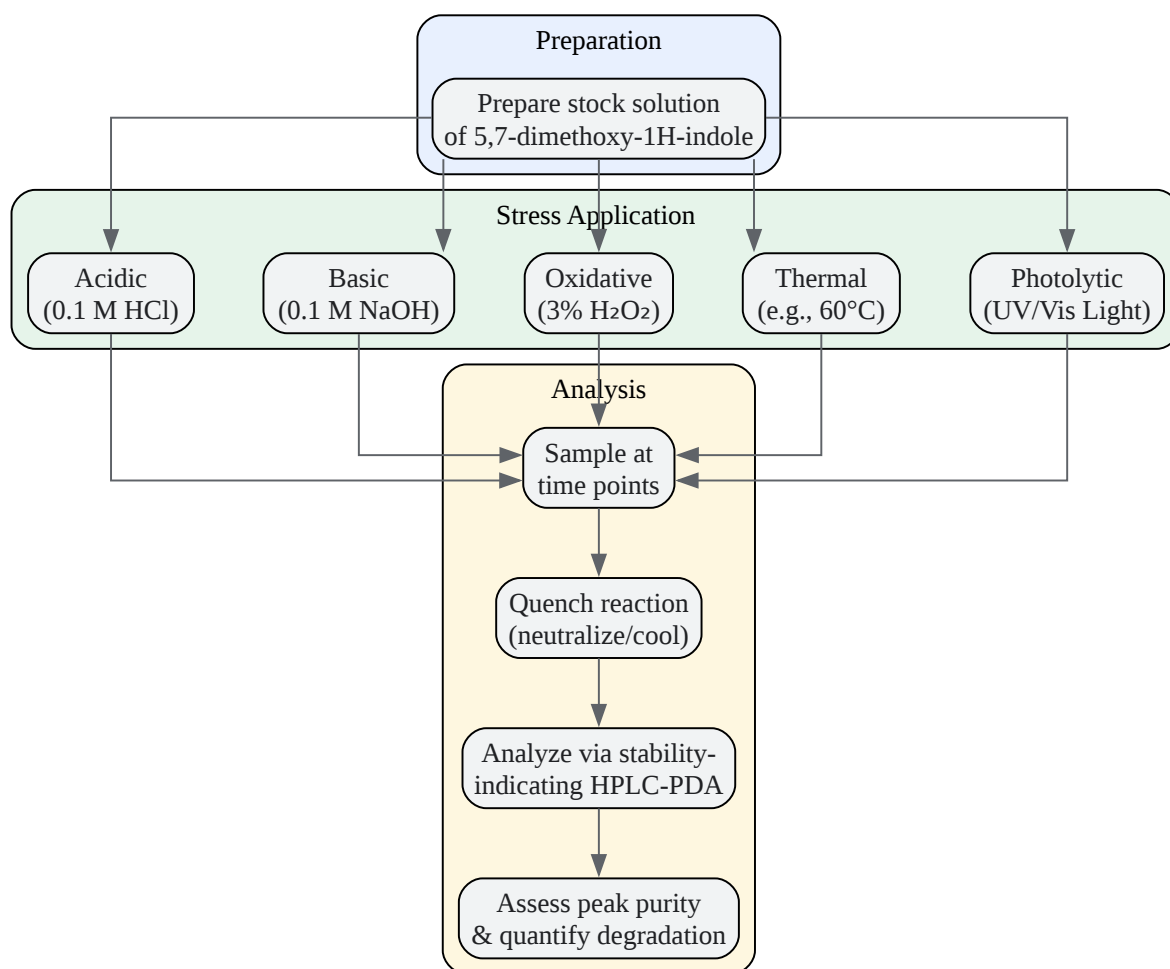 Preparation
Prepare stock solution
of 5,7-dimethoxy-1H-indole
Stress Application
Acidic
(0.1 M HCl)
Basic
(0.1 M NaOH)
Oxidative
(3% H₂O₂)
Thermal
(e.g., 60°C)
Photolytic
(UV/Vis Light)
Analysis
Sample at
time points
Quench reaction
(neutralize/cool)
Analyze via stability-
indicating HPLC-PDA
Assess peak purity
& quantify degradation